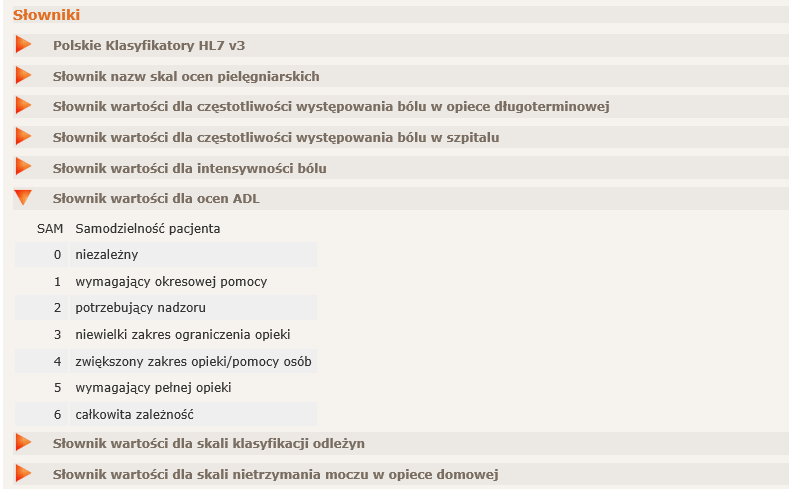 Słowniki
Polskie Klasyfikatory HL7 v3
Słownik nazw skal ocen pielęgniarskich
Słownik wartości dla częstotliwości występowania bólu w opiece długoterminowej
Słownik wartości dla częstotliwości występowania bólu w szpitalu
Słownik wartości dla intensywności bólu
Słownik wartości dla ocen ADL
SAM Samodzielność pacjenta
0 niezależny
1 wymagający okresowej pomocy
2 potrzebujący nadzoru
3 niewielki zakres ograniczenia opieki
4 zwiększony zakres opieki/pomocy osób
5 wymagający pełnej opieki
6 całkowita zależność
Słownik wartości dla skali klasyfikacji odleżyn
Słownik wartości dla skali nietrzymania moczu w opiece domowej